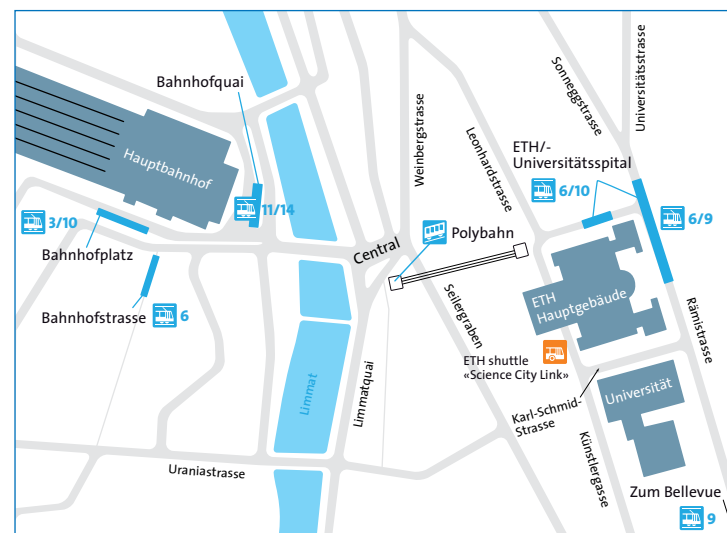 Bahnhofquai
Hauptbahnhof
11/14
3/10
Bahnhofplatz
Bahnhofstrasse
6
Limmat
Limmatquai
Uraniastrasse
Central
Polybahn
Weinbergstrasse
Leonhardstrasse
Sonneggstrasse
Universitätsstrasse
ETH/-
Universitätsspital
6/10
6/9
Seilergraben
ETH
Hauptgebäude
Rämistrasse
ETH shuttle
«Science City Link»
Karl-Schmid-
Strasse
Universität
Künstlergasse
Zum Bellevue
9